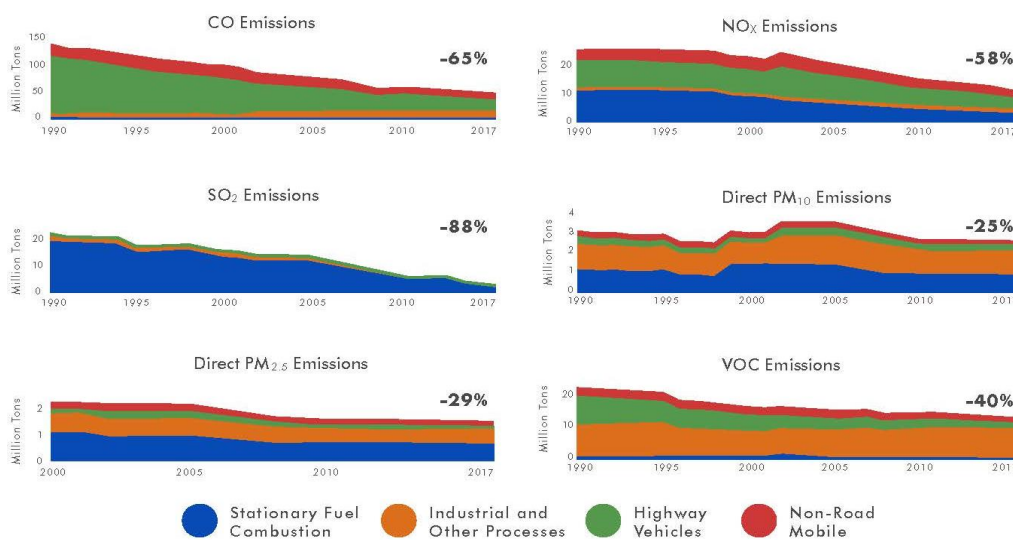 CO Emissions
Million Tons
150
100
50
0
-65%
1990 1995 2000 2005 2010 2017
NOX Emissions
Million Tons
20
10
0
-58%
1990 1995 2000 2005 2010 2017
SO2 Emissions
Million Tons
20
10
0
-88%
1990 1995 2000 2005 2010 2017
Direct PM10 Emissions
Million Tons
4
3
2
1
0
-25%
1990 1995 2000 2005 2010 201
Direct PM2.5 Emissions
Million Tons
2
1
0
-29%
2000 2005 2010 2017
VOC Emissions
Million Tons
20
10
0
-40%
1990 1995 2000 2005 2010 201
Stationary Fuel
Combustion
Industrial and
Other Processes
Highway
Vehicles
Non-Road
Mobile